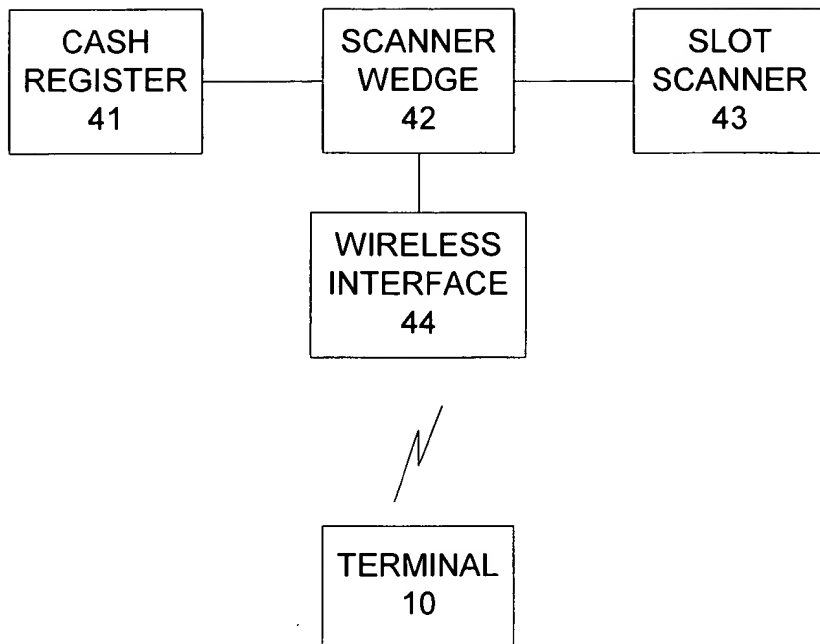 CASH
REGISTER
41
SCANNER
WEDGE
42
SLOT
SCANNER
43
WIRELESS
INTERFACE
44
TERMINAL
10